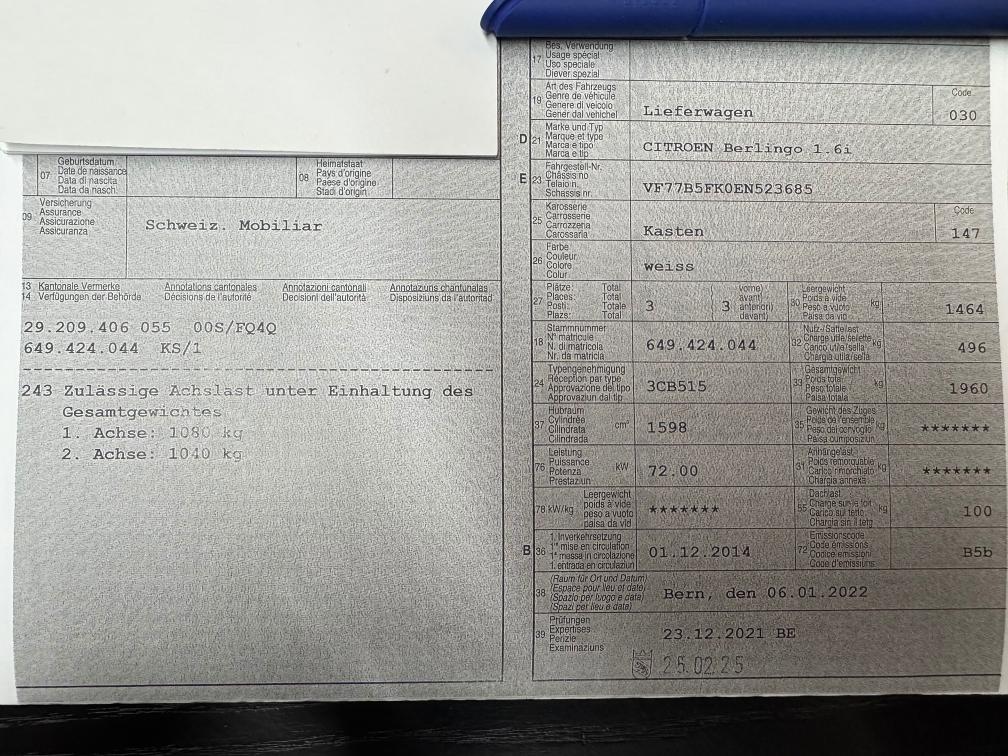 07 Geburtsdatum
Date de naissance
Data di nascita
Data da nasch.
08 Heimatstaat
Pays d'origine
Paese d'origine
Stadi d'origin
09 Versicherung
Assurance
Assicurazione
Assicuranza
Schweiz. Mobiliar
13 Kantonale Vermerke Annotations cantonales Annotazioni cantonali Annotaziuns chantunalas
14 Verfügungen der Behörde Décisions de l'autorité Decisioni dell'autorità Disposiziuns da l'autoritad
29.209.406 055 00S/FQ4Q
649.424.044 KS/1
243 Zulässige Achslast unter Einhaltung des
Gesamtgewichtes
1. Achse: 1080 kg
2. Achse: 1040 kg
17 Bes. Verwendung
Usage spécial
Uso speciale
Diever spezial
19 Art des Fahrzeugs
Genre de véhicule
Genere di veicolo
Gener dal vehichel
Lieferwagen
Code
030
D 21 Marke und Typ
Marque et type
Marca e tipo
Marca e tip
CITROEN Berlingo 1.6i
E 23 Fahrgestell-Nr.
Châssis no
Telaio n.
Schassis nr.
VF77B5FK0EN523685
25 Karosserie
Carrosserie
Carrozzeria
Carossaria
Kasten
Code
147
26 Farbe
Couleur
Colore
Colur
weiss
27 Plätze: Total
Places: Total
Posti: Totale
Plazs: Total
3
vorne)
avant)
anteriori)
davant)
(3
30 Leergewicht
Poids à vide
Peso a vuoto
Paisa da vid
kg
1464
18 Stammnummer
N° matricule
N. di matricola
Nr. da matricla
649.424.044
32 Nutz-/Sattellast
Charge utile/sellette
Carico utile/sella
Chargia utila/sella
kg
496
24 Typengenehmigung
Réception par type
Approvazione del tipo
Approvaziun dal tip
3CB515
33 Gesamtgewicht
Poids total
Peso totale
Paisa totala
kg
1960
37 Hubraum
Cylindrée
Cilindrata
Cilindrada
cm³
1598
35 Gewicht des Zuges
Poids de l'ensemble
Peso del convoglio
Paisa cumposiziun
kg
*******
76 Leistung
Puissance
Potenza
Prestaziun
kW
72.00
31 Anhängelast
Poids remorquable
Carico rimorchiato
Chargia annexa
kg
*******
78 kW/kg
Leergewicht
poids à vide
peso a vuoto
paisa da vid
*******
55 Dachlast
Charge sur le toit
Carico sul tetto
Chargia sin il tetg
kg
100
B 36 1. Inverkehrsetzung
1re mise en circulation
1a messa in circolazione
1. entrada en circulaziun
01.12.2014
72 Emissionscode
Code émissions
Codice emissioni
Code d'emissiuns
B5b
38 (Raum für Ort und Datum)
(Espace pour lieu et date)
(Spazio per luogo e data)
(Spazi per lieu e data)
Bern, den 06.01.2022
39 Prüfungen
Expertises
Perizie
Examinaziuns
23.12.2021 BE
25.02.25